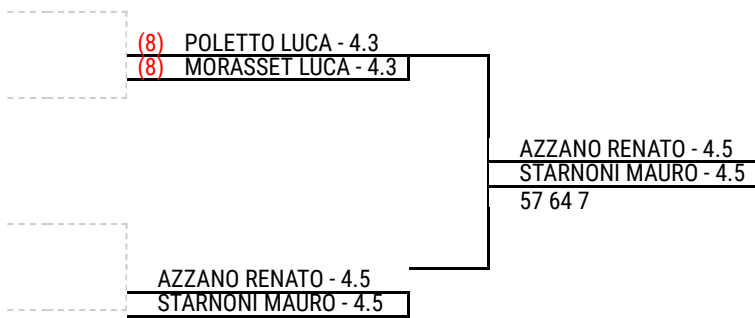 (8) POLETTO LUCA - 4.3
(8) MORASSET LUCA - 4.3
AZZANO RENATO - 4.5
STARNONI MAURO - 4.5
57 64 7
AZZANO RENATO - 4.5
STARNONI MAURO - 4.5